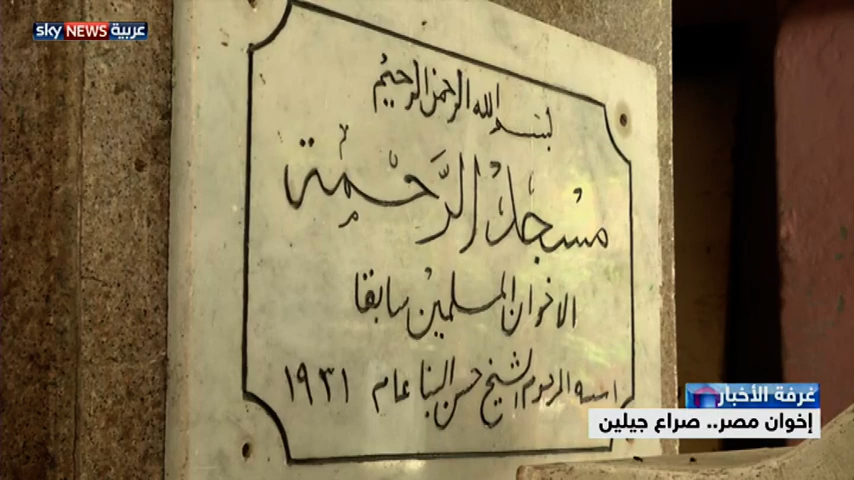 sky NEWS عربية
بسم الله الرحمن الرحيم
مسجد الرحمة
الاخوان المسلمين سابقا
اسسه المرحوم الشيخ حسن البنا عام ١٩٣١
غرفة الأخبار
إخوان مصر.. صراع جيلين